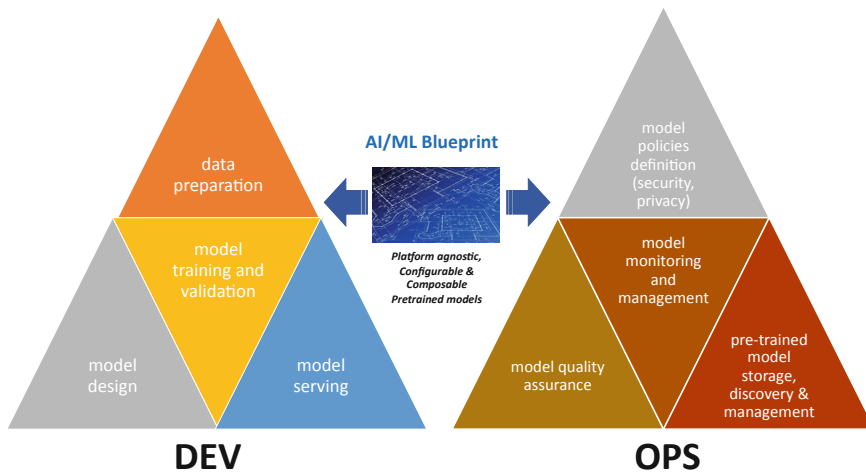 data
preparation
model
training and
validation
model
design
model
serving
DEV
AI/ML Blueprint
Platform agnostic,
Configurable &
Composable
Pretrained models
model
policies
definition
(security,
privacy)
model
monitoring
and
management
model quality
assurance
pre-trained
model
storage,
discovery &
management
OPS